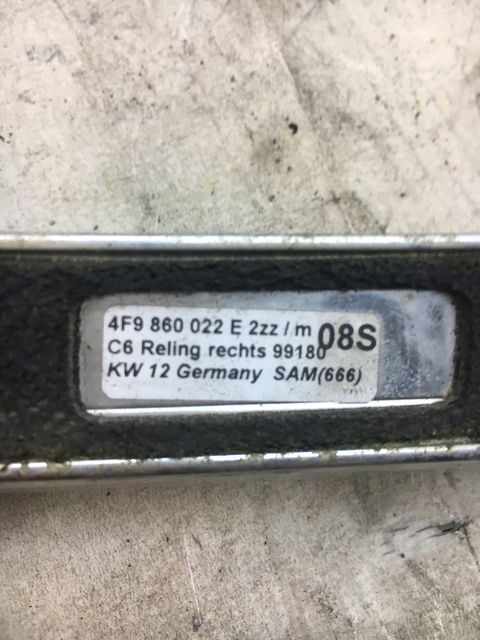 4F9 860 022 E 2zz / m 08S
C6 Reling rechts 99180
KW 12 Germany SAM(666)